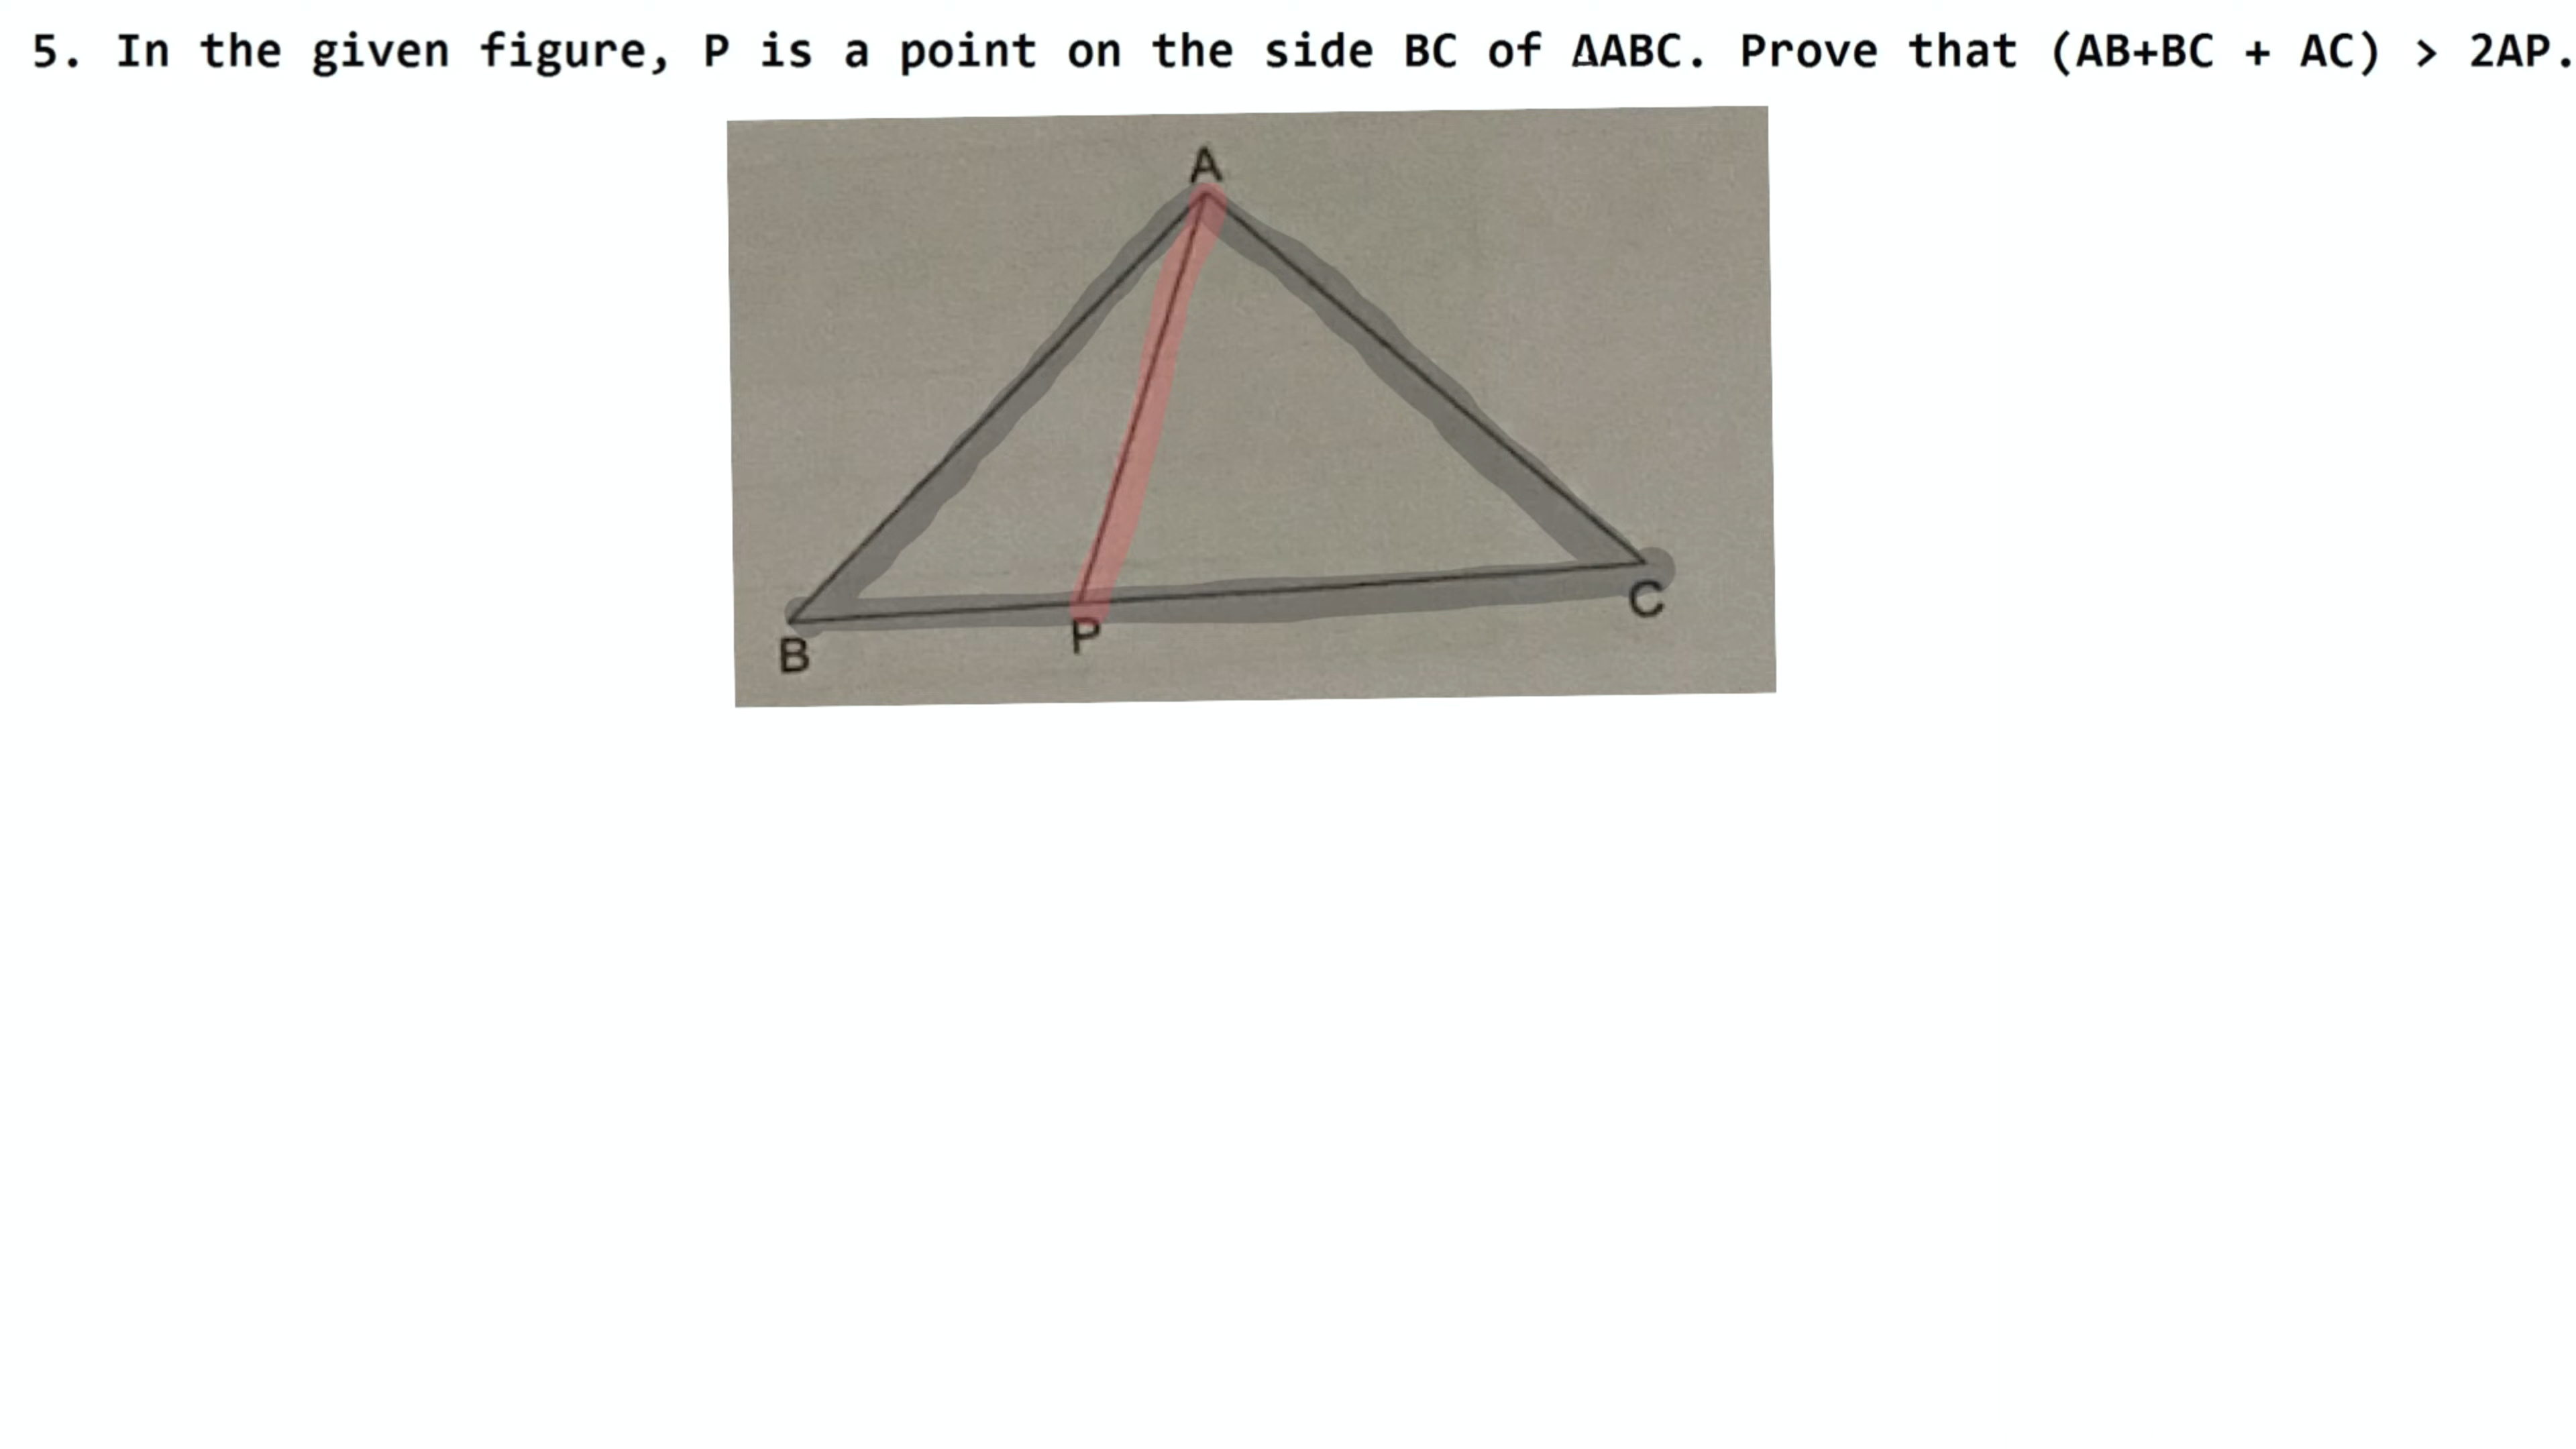 5. In the given figure, P is a point on the side BC of ΔABC. Prove that (AB+BC + AC) > 2AP.
A
B
P
C